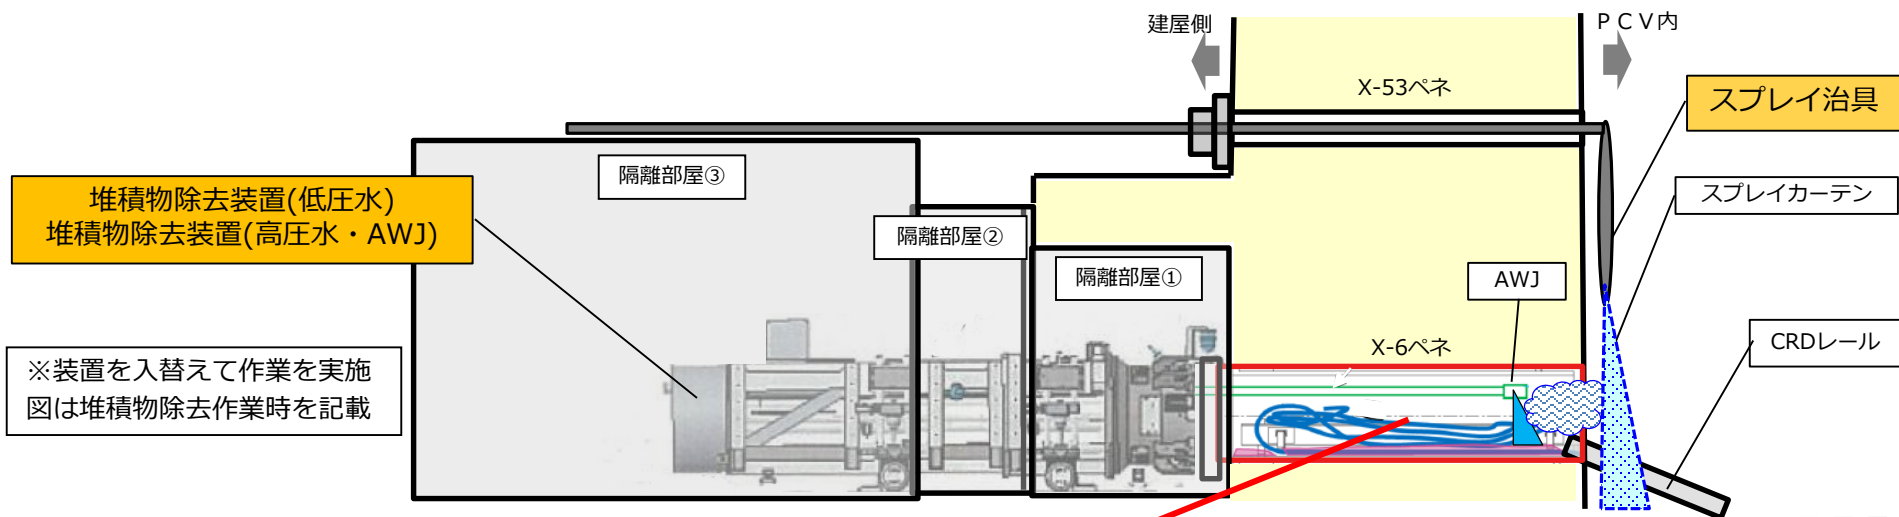 建屋側
PCV内
X-53ペネ
スプレイ治具
隔離部屋③
堆積物除去装置(低圧水)
堆積物除去装置(高圧水・AWJ)
スプレイカーテン
隔離部屋②
隔離部屋①
AWJ
X-6ペネ
CRDレール
※装置を入替えて作業を実施
図は堆積物除去作業時を記載